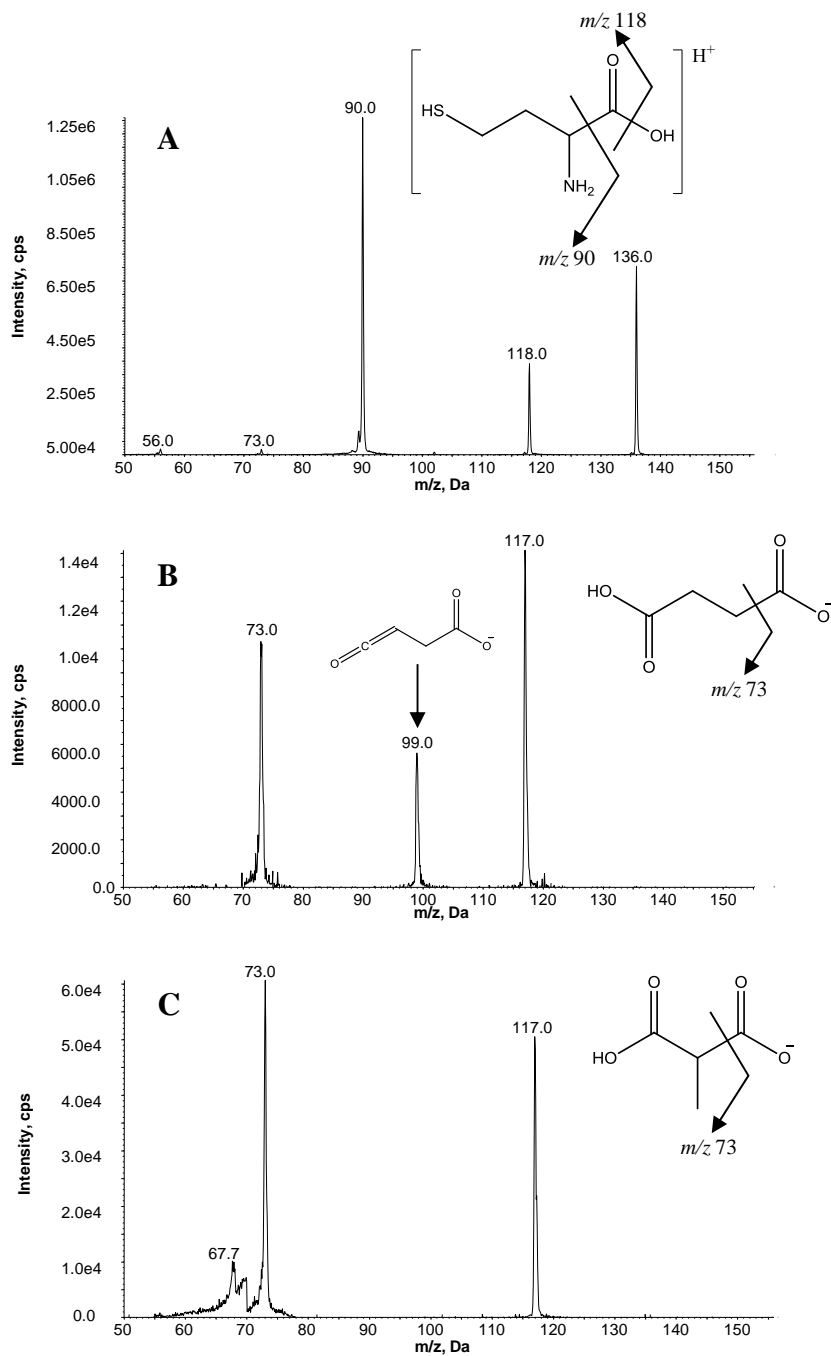 m/z 118
O
H+
HS
OH
NH2
m/z 90
A
90.0
136.0
118.0
56.0
73.0
1.25e6
1.05e6
8.50e5
6.50e5
4.50e5
2.50e5
5.00e4
Intensity, cps
50 60 70 80 90 100 110 120 130 140 150
m/z, Da
B
117.0
73.0
99.0
O
O C O-
O
HO O-
O
m/z 73
1.4e4
1.2e4
1.0e4
8000.0
6000.0
4000.0
2000.0
0.0
Intensity, cps
50 60 70 80 90 100 110 120 130 140 150
m/z, Da
C
73.0
117.0
67.7
O O
HO O-
m/z 73
6.0e4
5.0e4
4.0e4
3.0e4
2.0e4
1.0e4
0.0
Intensity, cps
50 60 70 80 90 100 110 120 130 140 150
m/z, Da